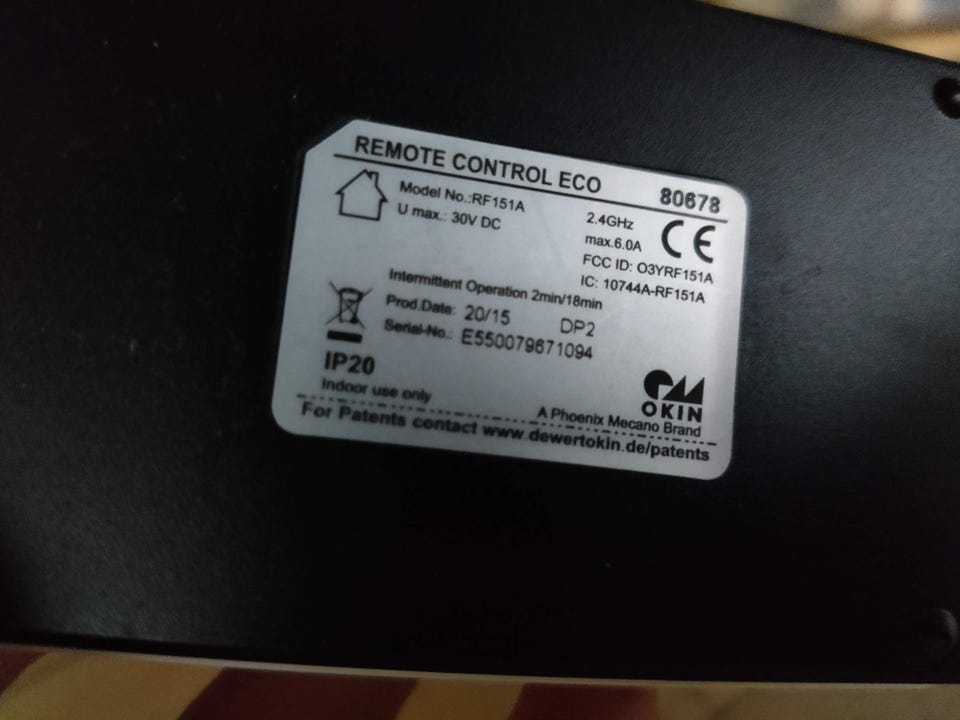 REMOTE CONTROL ECO 80678
Model No.:RF151A
U max.: 30V DC
2.4GHz
max.6.0A
CE
FCC ID: O3YRF151A
IC: 10744A-RF151A
Intermittent Operation 2min/18min
Prod.Date: 20/15 DP2
Serial-No.: E550079671094
IP20
Indoor use only
OKIN
A Phoenix Mecano Brand
For Patents contact www.dewertokin.de/patents